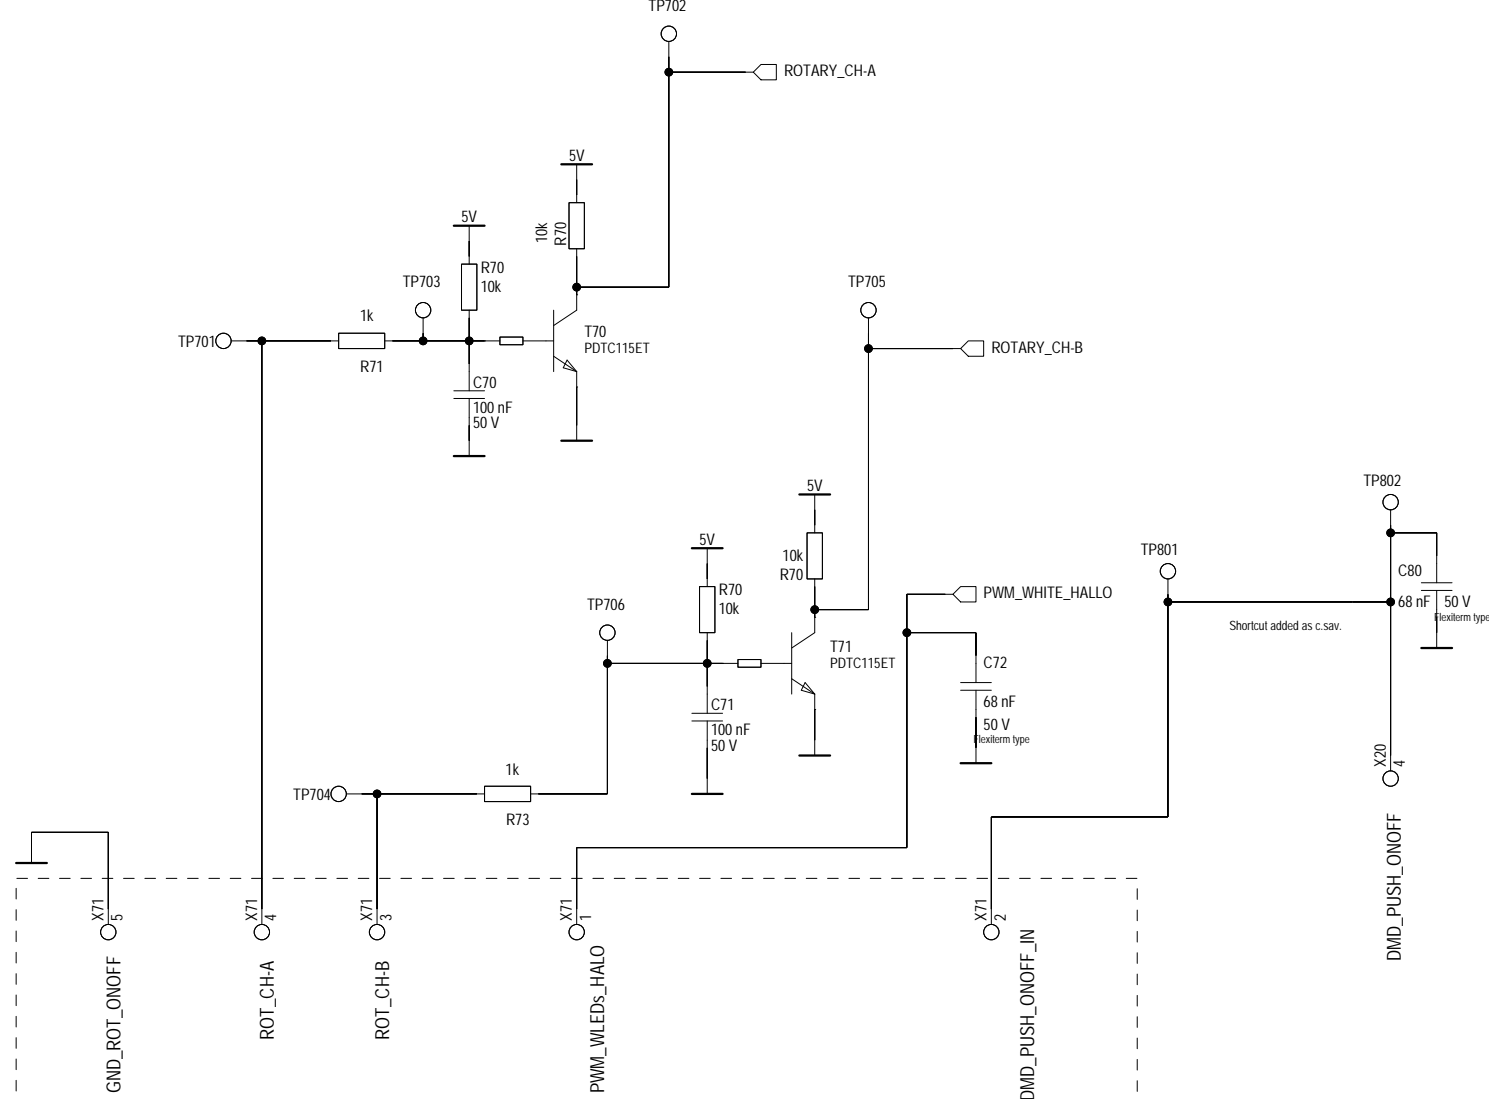 TP702
ROTARY_CH-A
5V
10k
R70
5V
R70
10k
TP703
TP701
1k
R71
T70
PDTC115ET
C70
100 nF
50 V
TP705
ROTARY_CH-B
5V
10k
R70
5V
R70
10k
TP706
T71
PDTC115ET
C71
100 nF
50 V
PWM_WHITE_HALLO
C72
68 nF
50 V
Flexiterm type
TP801
TP802
C80
68 nF
50 V
Flexiterm type
Shortcut added as c.sav.
X20
4
DMD_PUSH_ONOFF
TP704
1k
R73
X71
5
GND_ROT_ONOFF
X71
4
ROT_CH-A
X71
3
ROT_CH-B
X71
1
PWM_WLEDs_HALO
X71
2
DMD_PUSH_ONOFF_IN